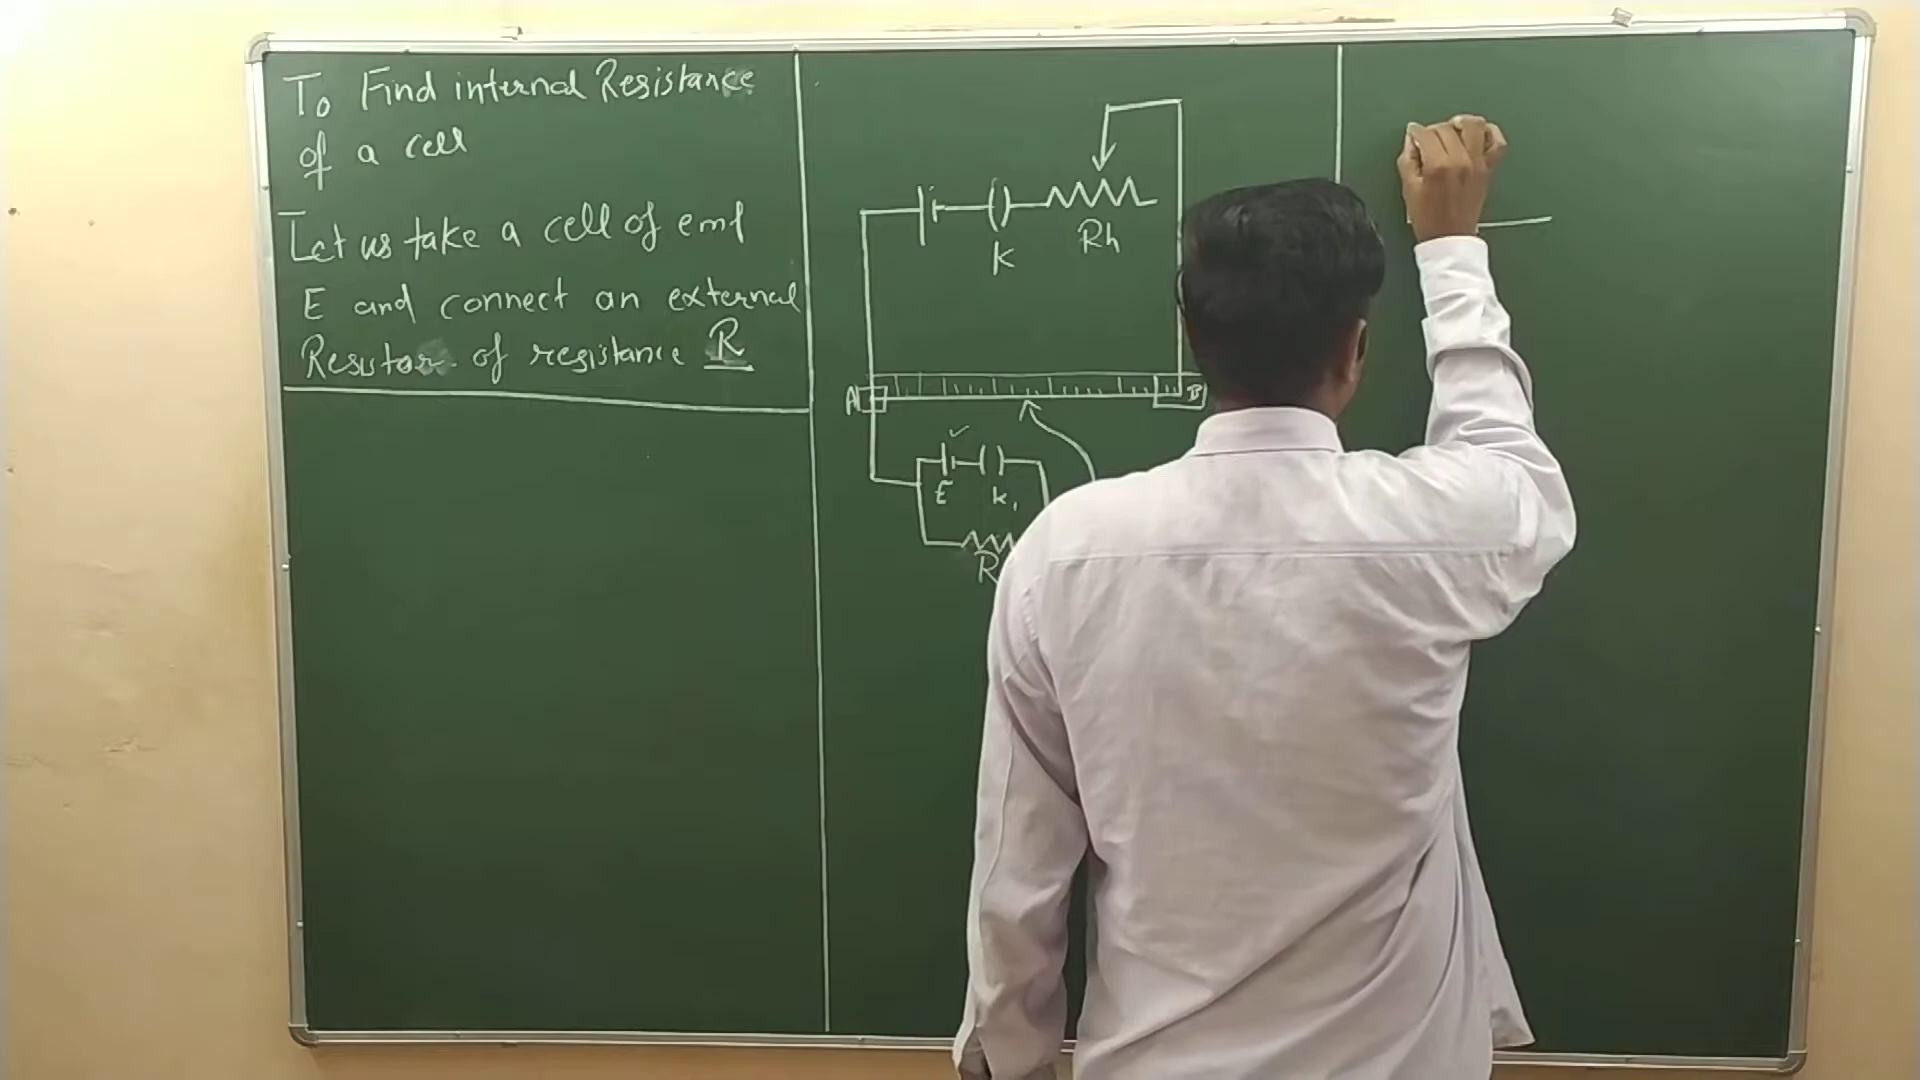 To Find internal Resistance
of a cell
Let us take a cell of emf
E and connect an external
Resistor of resistance R
K
Rh
A
B
E
K1
R